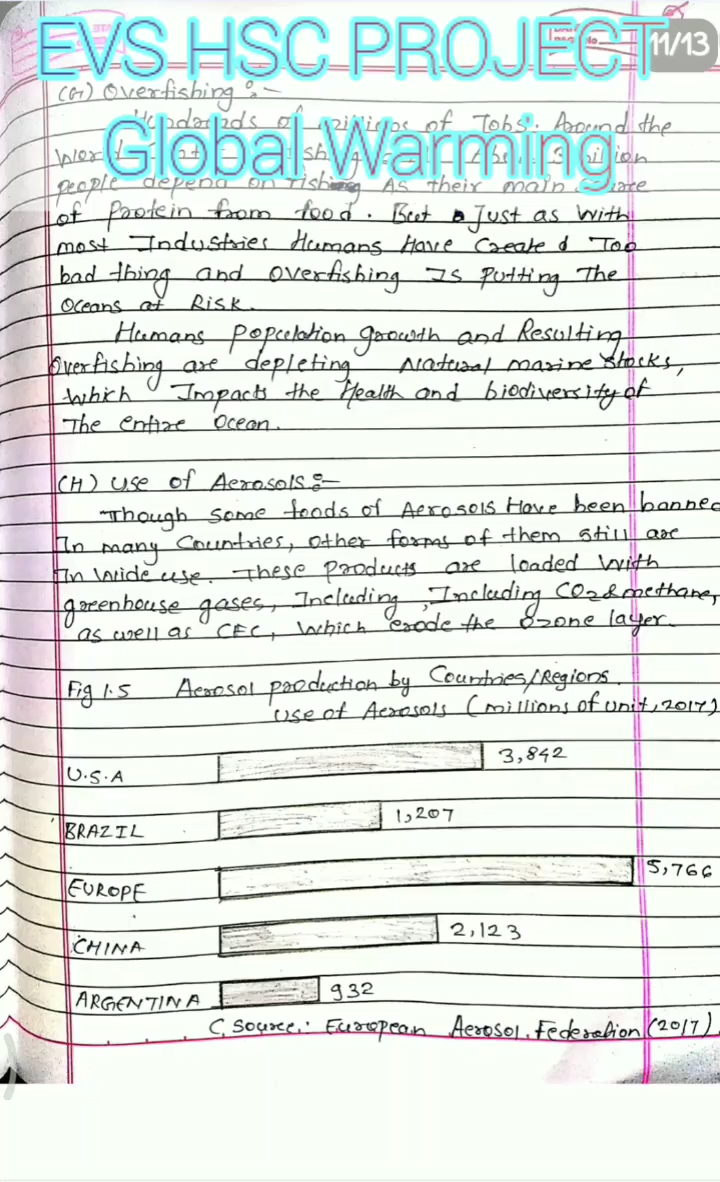 EVS HSC PROJECT
11/13
Global Warming
(G) Overfishing :-
of Jobs. Around the
people depend on fishing As their main
of Protein from food. But Just as with
most Industries Humans Have Create d Too
bad thing and overfishing Is Putting The
Oceans at Risk.
Humans Population growth and Resulting
Overfishing are depleting Natural marine Stocks,
which Impacts the Health and biodiversity of
The entire Ocean.
(H) Use of Aerosols :-
Though some foods of Aerosols Have been banned
In many Countries, other forms of them still are
In Wide use. These Products are loaded with
greenhouse gases, Including , Including CO2 & methane,
as well as CFC, Which erode the Ozone layer.
Fig 1.5 Aerosol production by Countries/Regions.
Use of Aerosols (millions of unit, 2017)
U.S.A 3,842
BRAZIL 1,207
EUROPE 5,766
CHINA 2,123
ARGENTINA 932
(Source: European Aerosol Federation (2017)